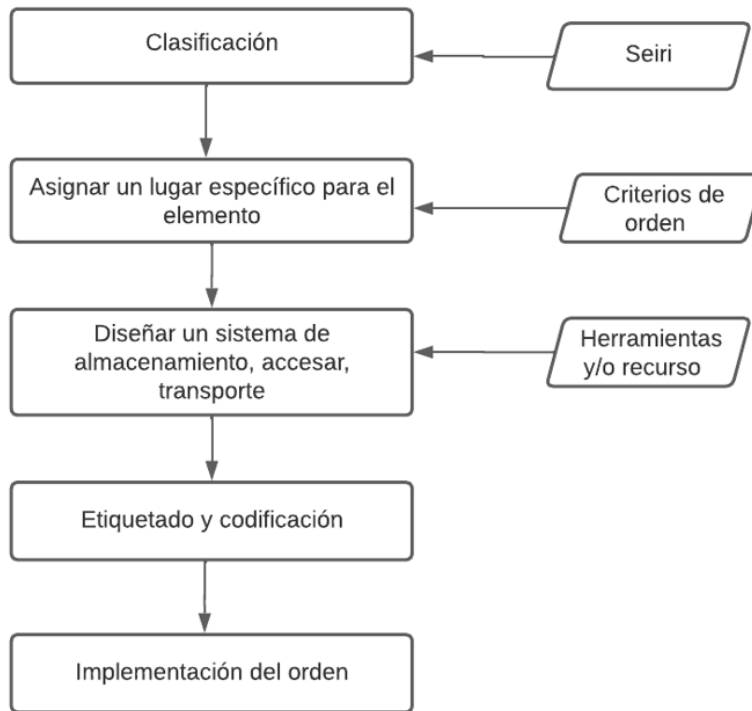 Clasificación
Seiri
Asignar un lugar específico para el
elemento
Criterios de
orden
Diseñar un sistema de
almacenamiento, accesar,
transporte
Herramientas
y/o recurso
Etiquetado y codificación
Implementación del orden